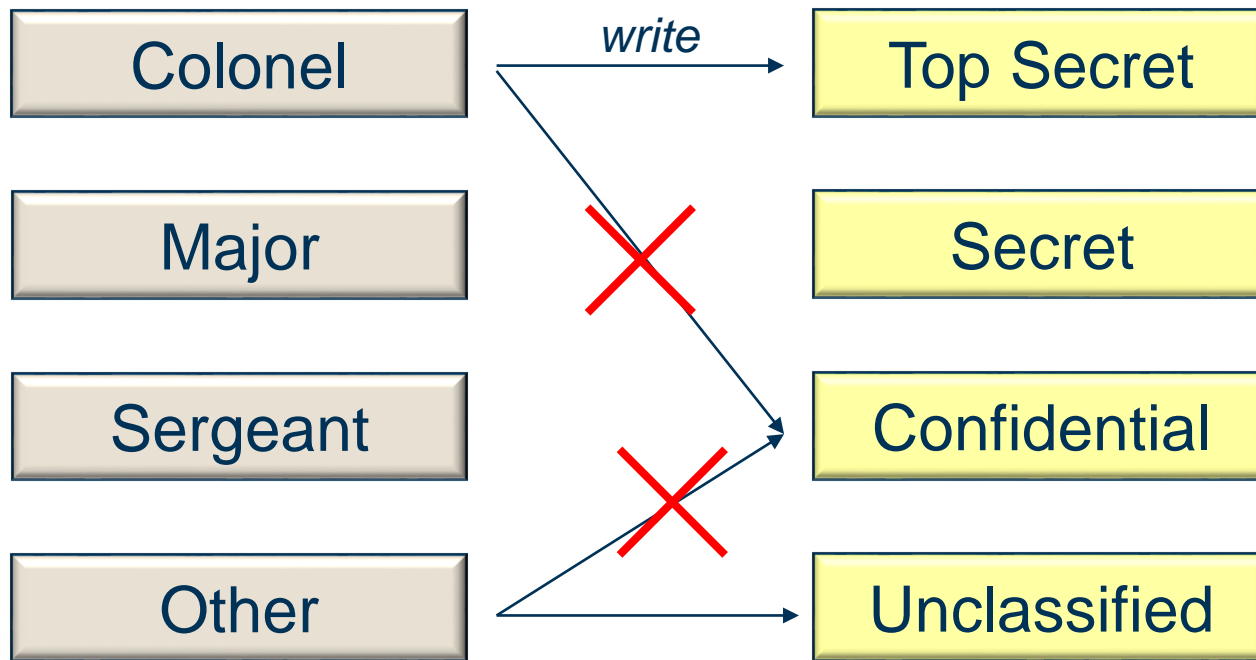 Colonel
write
Top Secret
Major
Secret
Sergeant
Confidential
Other
Unclassified